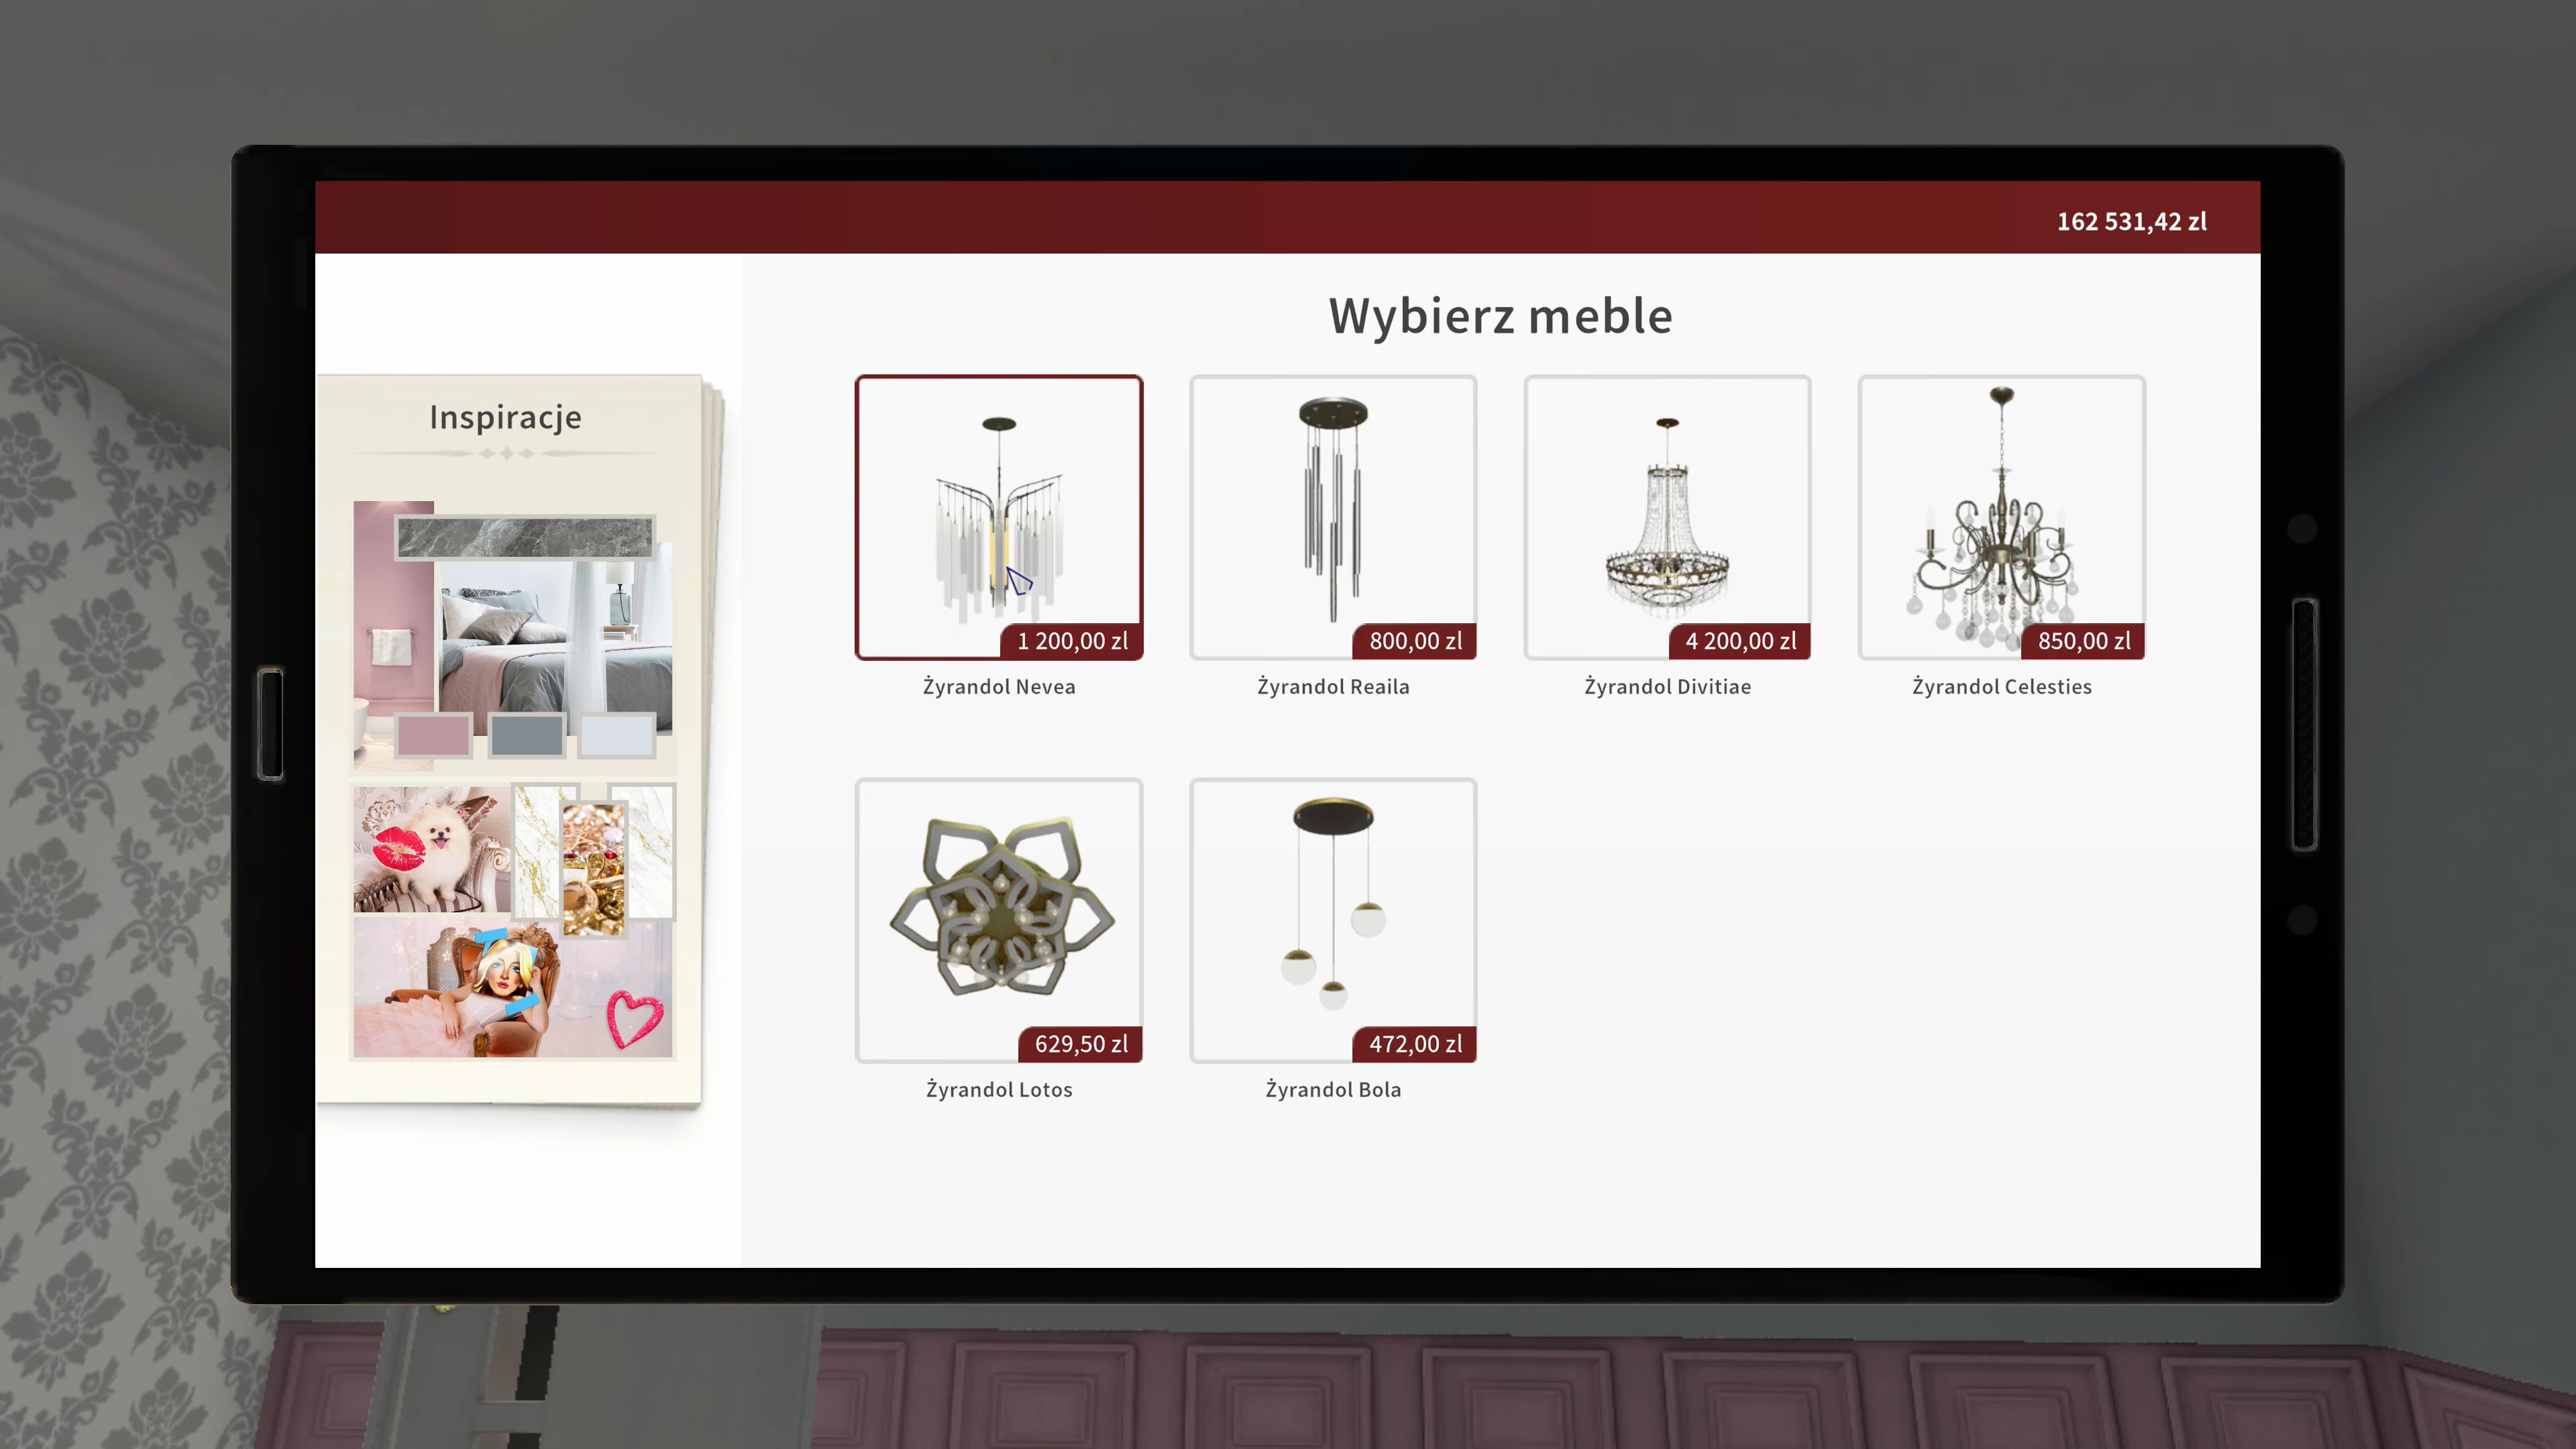 162 531,42 zl
Wybierz meble
Inspiracje
1 200,00 zl
800,00 zl
4 200,00 zl
850,00 zl
Żyrandol Nevea
Żyrandol Reaila
Żyrandol Divitiae
Żyrandol Celesties
629,50 zl
472,00 zl
Żyrandol Lotos
Żyrandol Bola